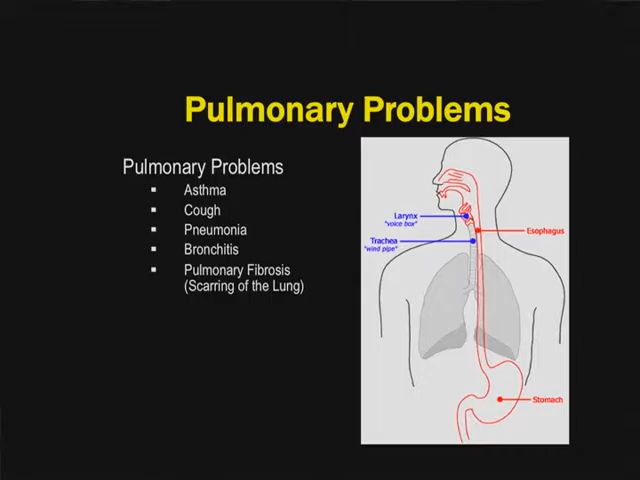 Pulmonary Problems
Pulmonary Problems
▪ Asthma
▪ Cough
▪ Pneumonia
▪ Bronchitis
▪ Pulmonary Fibrosis
(Scarring of the Lung)
Larynx
"voice box"
Trachea
"wind pipe"
Esophagus
Stomach